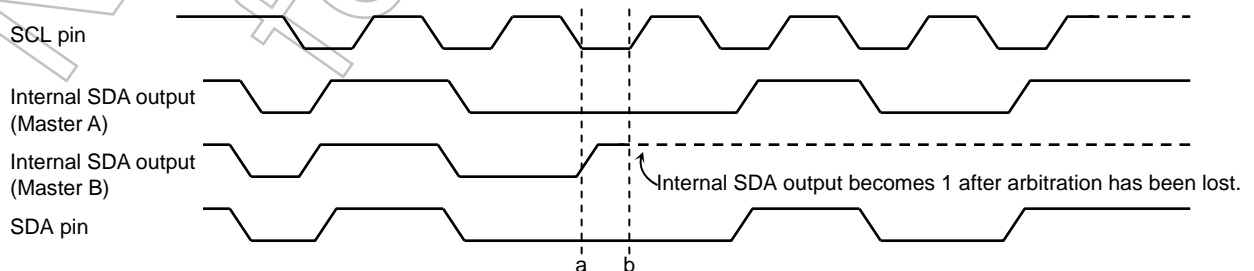 SCL pin
Internal SDA output
(Master A)
Internal SDA output
(Master B)
Internal SDA output becomes 1 after arbitration has been lost.
SDA pin
a b